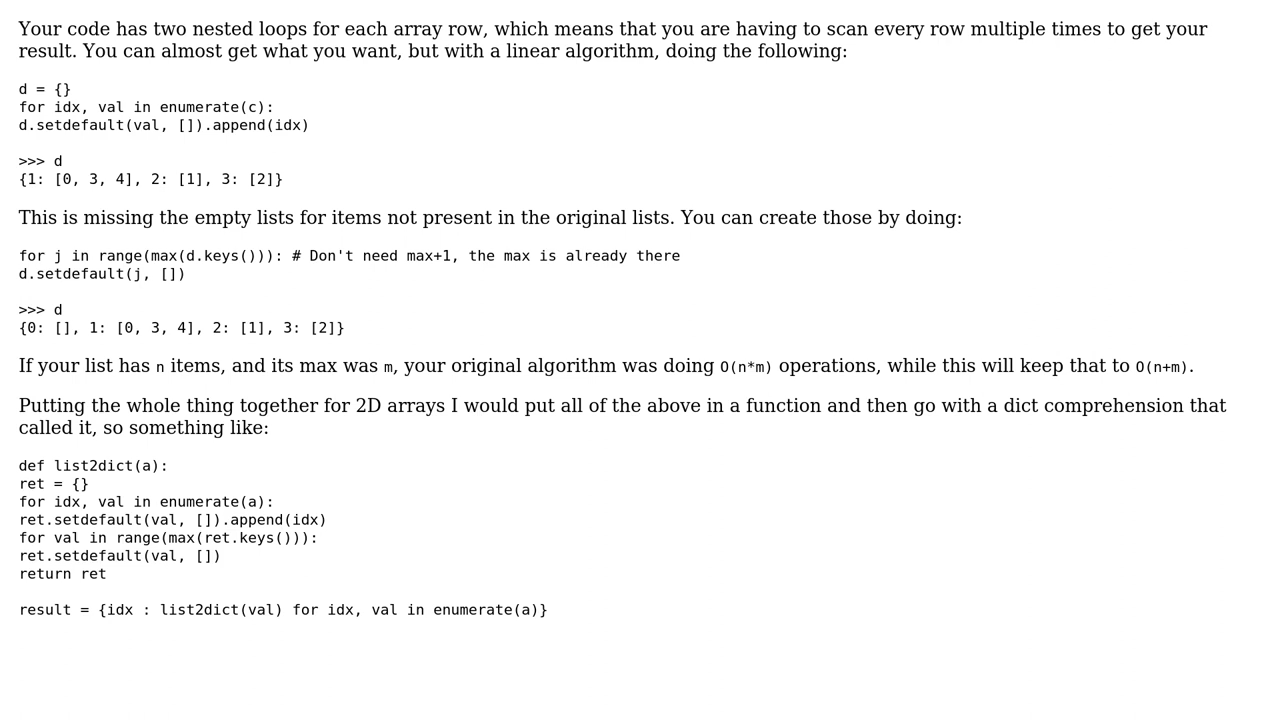 Your code has two nested loops for each array row, which means that you are having to scan every row multiple times to get your
result. You can almost get what you want, but with a linear algorithm, doing the following:
d = {}
for idx, val in enumerate(c):
d.setdefault(val, []).append(idx)
>>> d
{1: [0, 3, 4], 2: [1], 3: [2]}
This is missing the empty lists for items not present in the original lists. You can create those by doing:
for j in range(max(d.keys())): # Don't need max+1, the max is already there
d.setdefault(j, [])
>>> d
{0: [], 1: [0, 3, 4], 2: [1], 3: [2]}
If your list has n items, and its max was m, your original algorithm was doing O(n*m) operations, while this will keep that to O(n+m).
Putting the whole thing together for 2D arrays I would put all of the above in a function and then go with a dict comprehension that
called it, so something like:
def list2dict(a):
ret = {}
for idx, val in enumerate(a):
ret.setdefault(val, []).append(idx)
for val in range(max(ret.keys())):
ret.setdefault(val, [])
return ret
result = {idx : list2dict(val) for idx, val in enumerate(a)}